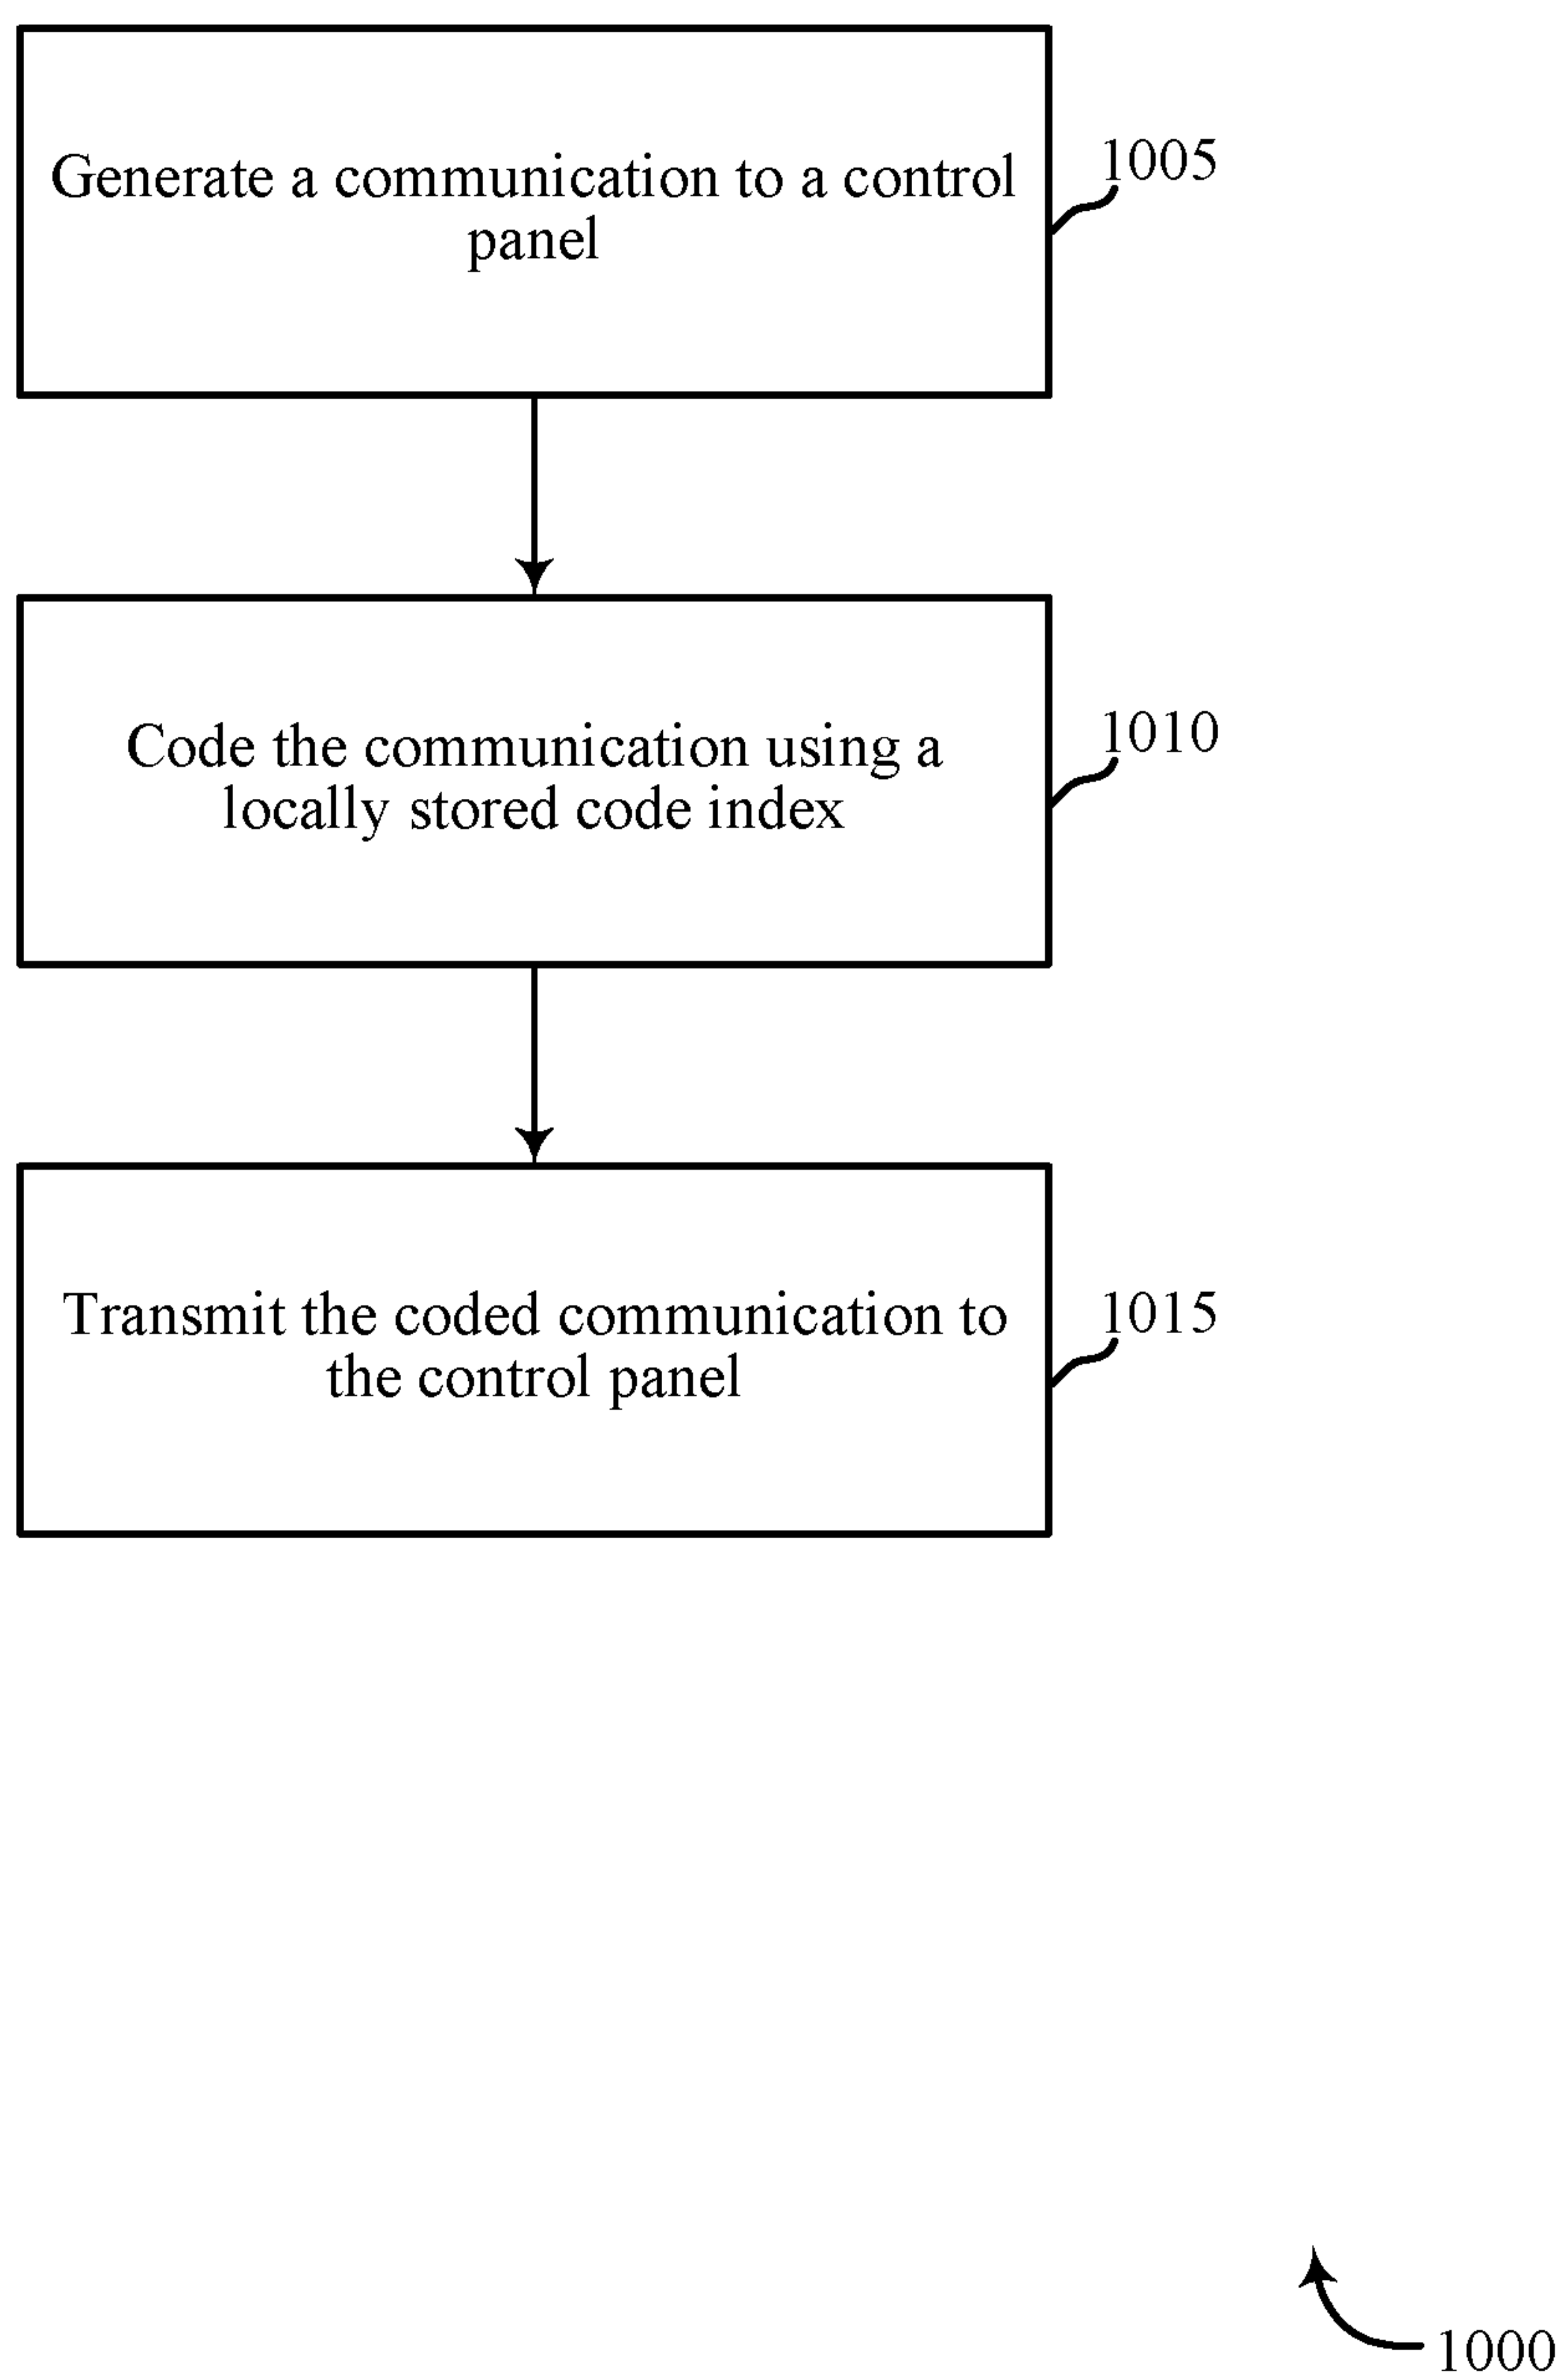 Generate a communication to a control
panel
1005
Code the communication using a
locally stored code index
1010
Transmit the coded communication to
the control panel
1015
1000